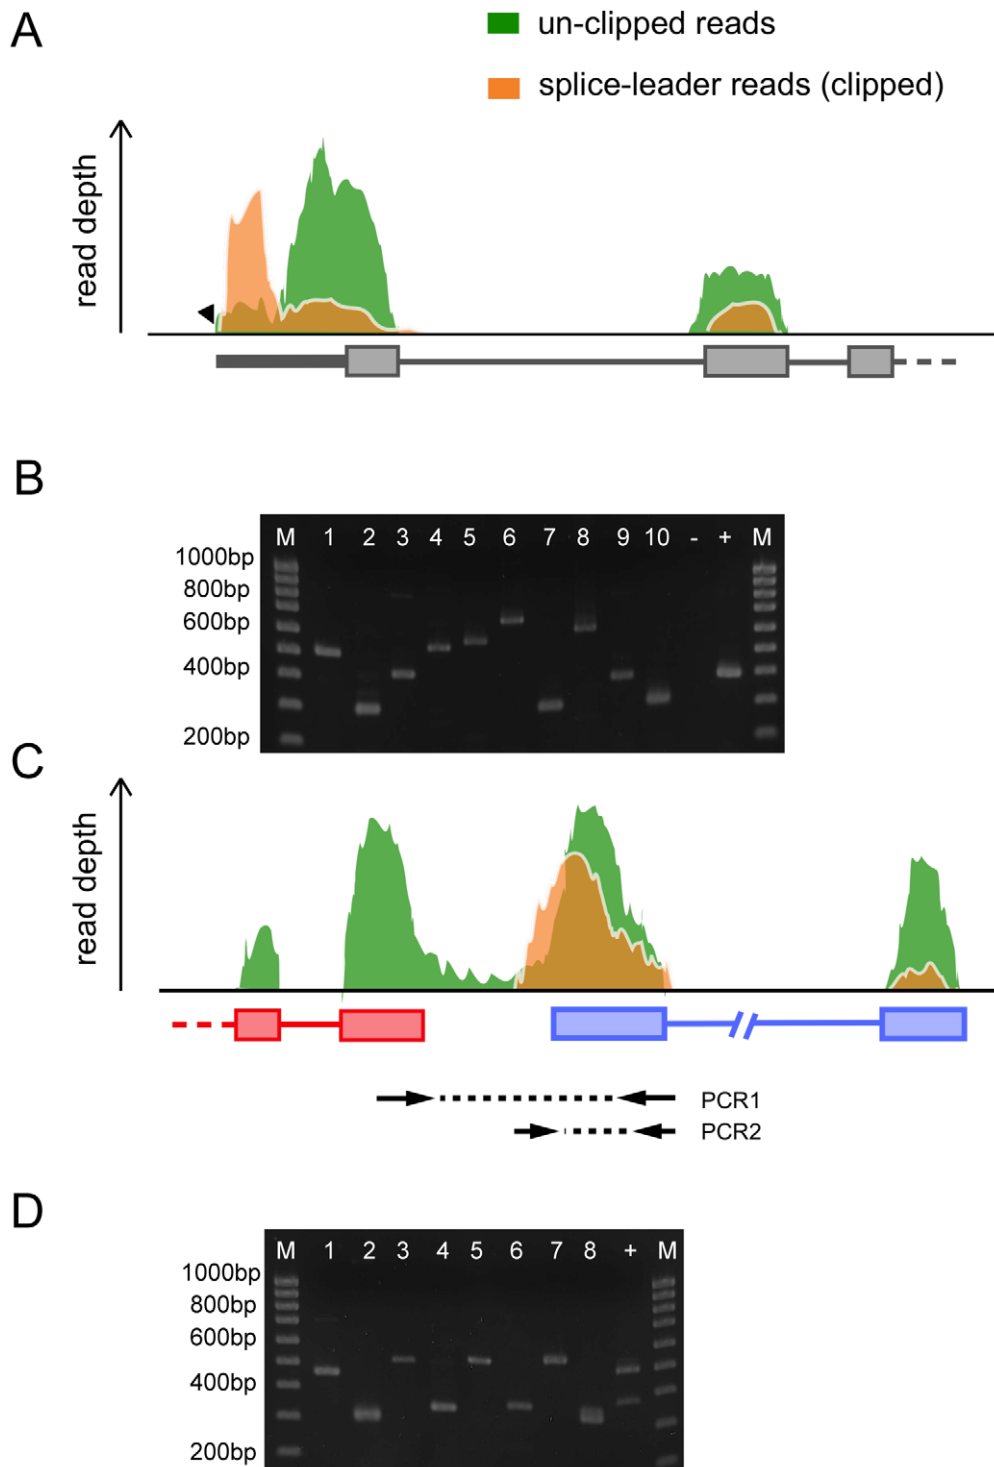 A
un-clipped reads
splice-leader reads (clipped)
read depth
B
M 1 2 3 4 5 6 7 8 9 10 - + M
1000bp
800bp
600bp
400bp
200bp
C
read depth
PCR1
PCR2
D
M 1 2 3 4 5 6 7 8 + M
1000bp
800bp
600bp
400bp
200bp